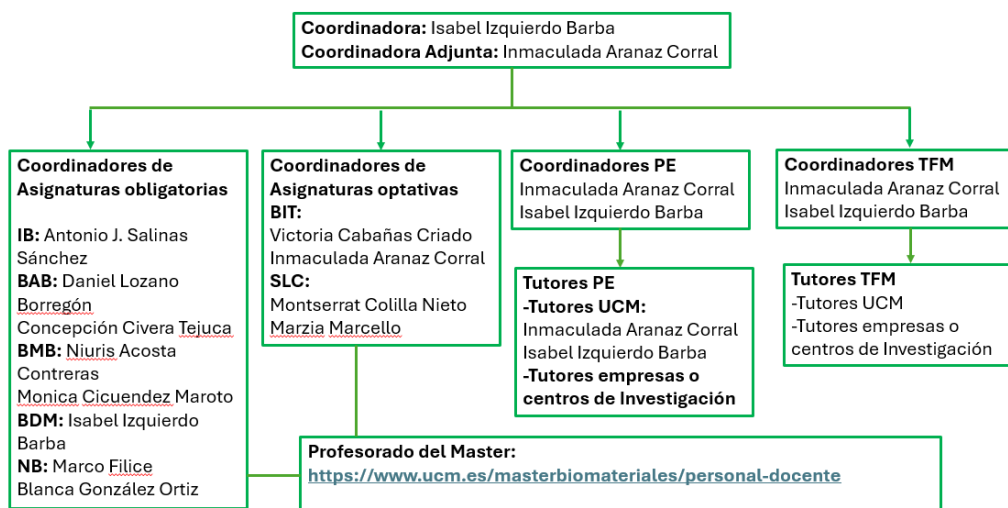 Coordinadora: Isabel Izquierdo Barba
Coordinadora Adjunta: Inmaculada Aranaz Corral
Coordinadores de
Asignaturas obligatorias
IB: Antonio J. Salinas
Sánchez
BAB: Daniel Lozano
Borregón
Concepción Civera Tejuca
BMB: Niuris Acosta
Contreras
Monica Cicuendez Maroto
BDM: Isabel Izquierdo
Barba
NB: Marco Filice
Blanca González Ortiz
Coordinadores de
Asignaturas optativas
BIT:
Victoria Cabañas Criado
Inmaculada Aranaz Corral
SLC:
Montserrat Colilla Nieto
Marzia Marcello
Coordinadores PE
Inmaculada Aranaz Corral
Isabel Izquierdo Barba
Tutores PE
-Tutores UCM:
Inmaculada Aranaz Corral
Isabel Izquierdo Barba
-Tutores empresas o
centros de Investigación
Coordinadores TFM
Inmaculada Aranaz Corral
Isabel Izquierdo Barba
Tutores TFM
-Tutores UCM
-Tutores empresas o
centros de Investigación
Profesorado del Master:
https://www.ucm.es/masterbiomateriales/personal-docente